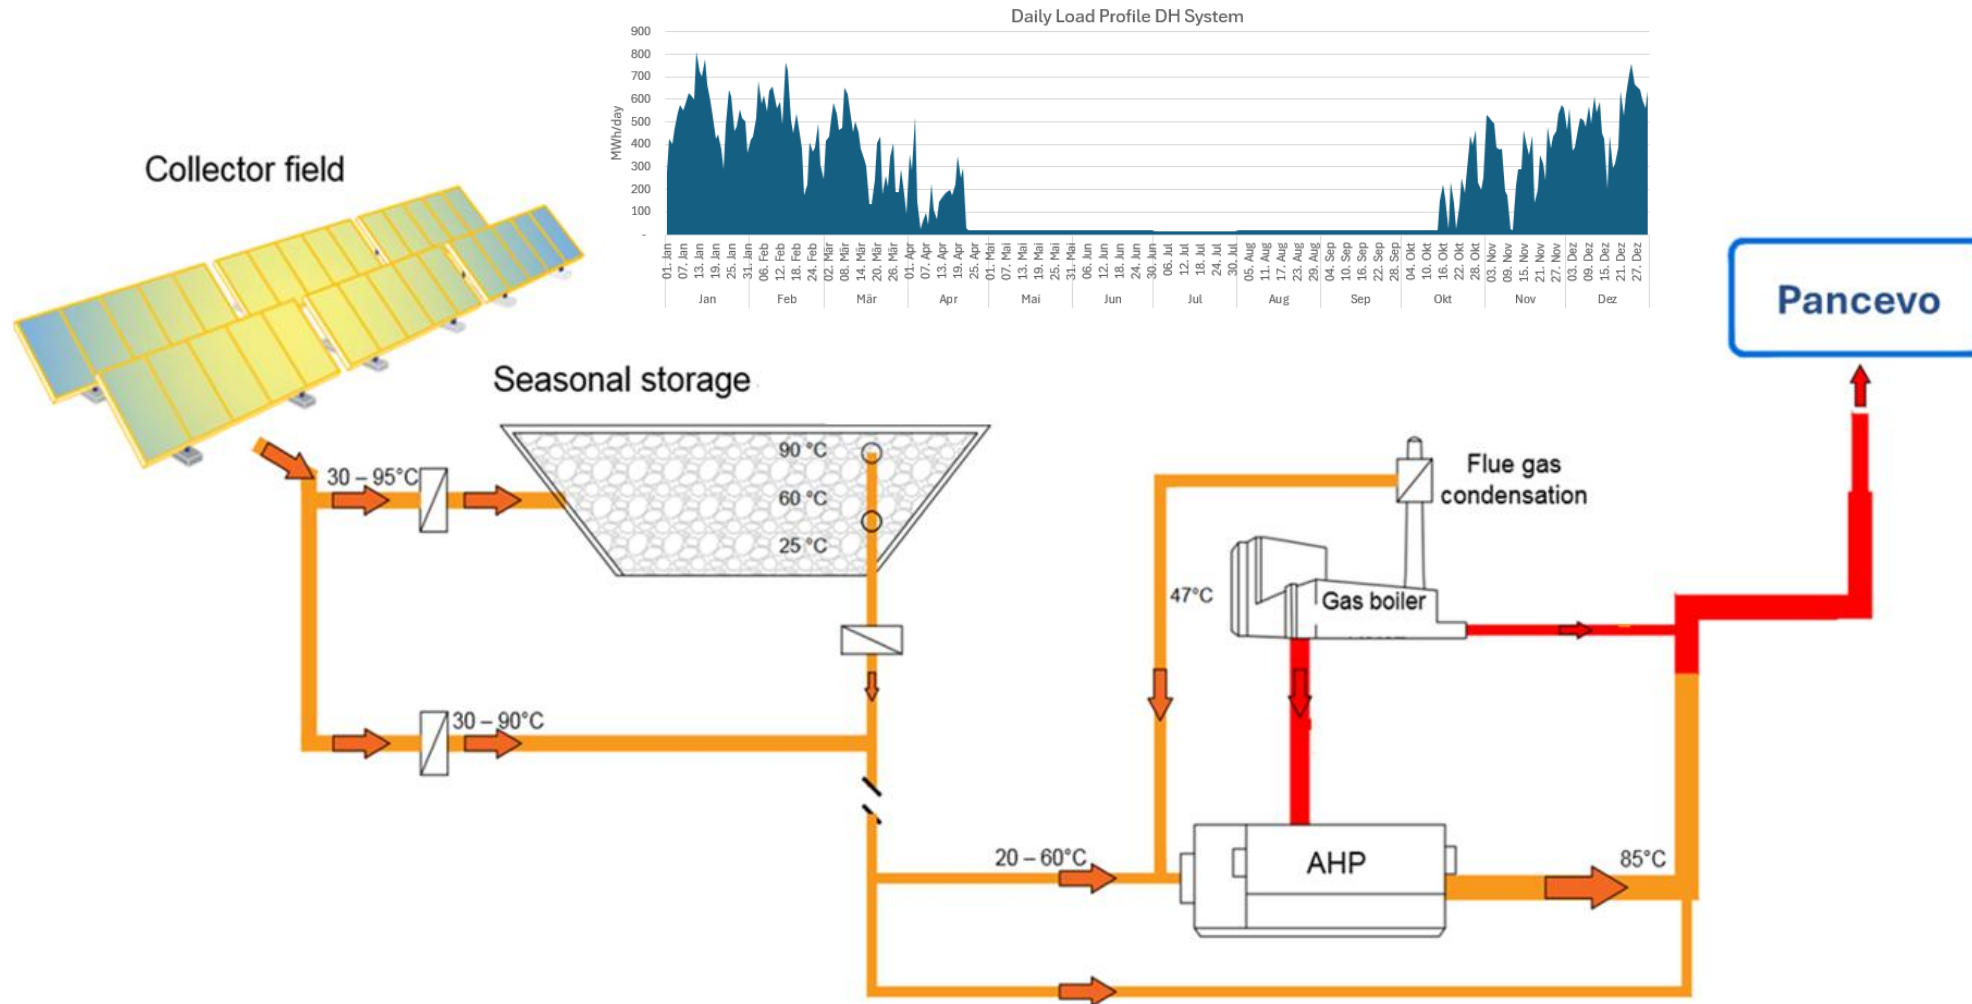 Daily Load Profile DH System
900
800
700
600
500
400
300
200
100
-
MWh/day
01. Jan
07. Jan
13. Jan
19. Jan
25. Jan
31. Jan
06. Feb
12. Feb
18. Feb
24. Feb
02. Mär
08. Mär
14. Mär
20. Mär
26. Mär
01. Apr
07. Apr
13. Apr
19. Apr
25. Apr
01. Mai
07. Mai
13. Mai
19. Mai
25. Mai
31. Mai
06. Jun
12. Jun
18. Jun
24. Jun
30. Jun
06. Jul
12. Jul
18. Jul
24. Jul
30. Jul
05. Aug
11. Aug
17. Aug
23. Aug
29. Aug
04. Sep
10. Sep
16. Sep
22. Sep
28. Sep
04. Okt
10. Okt
16. Okt
22. Okt
28. Okt
03. Nov
09. Nov
15. Nov
21. Nov
27. Nov
03. Dez
09. Dez
15. Dez
21. Dez
27. Dez
Jan Feb Mär Apr Mai Jun Jul Aug Sep Okt Nov Dez
Collector field
Pancevo
Seasonal storage
30 – 95°C
90 °C
60 °C
25 °C
Flue gas
condensation
47°C
Gas boiler
30 – 90°C
20 – 60°C
AHP
85°C